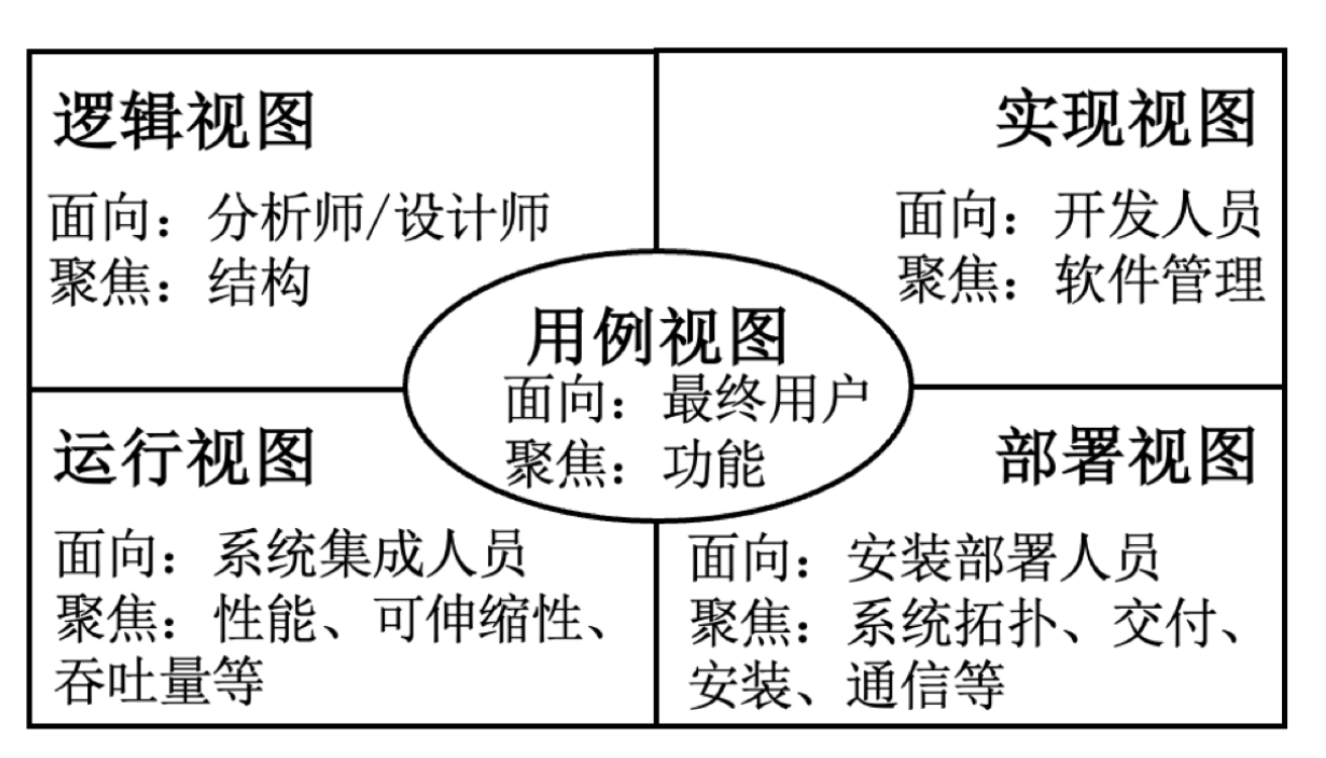 逻辑视图
面向：分析师/设计师
聚焦：结构
实现视图
面向：开发人员
聚焦：软件管理
用例视图
面向：最终用户
聚焦：功能
运行视图
面向：系统集成人员
聚焦：性能、可伸缩性、
吞吐量等
部署视图
面向：安装部署人员
聚焦：系统拓扑、交付、
安装、通信等